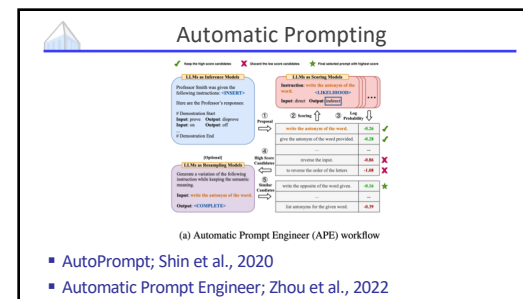 Automatic Prompting
Keep the high score candidates
Discard the low score candidates
Final selected prompt with highest score
LLMs as Inference Models
Professor Smith was given the
following instructions: <INSERT>
Here are the Professor's responses:
# Demostration Start
Input: prove Output: disprove
Input: on Output: off
...
# Demostration End
① Proposal
LLMs as Scoring Models
Instruction: write the antonym of the
word. <LIKELIHOOD>
Input: direct Output: indirect
...
② Scoring
③ Log
Probability
write the antonym of the word. -0.26
give the antonym of the word provided. -0.28
... ...
reverse the input. -0.86
to reverse the order of the letters -1.08
④
High Score
Candidates
[Optional]
LLMs as Resampling Models
Generate a variation of the following
instruction while keeping the semantic
meaning.
Input: write the antonym of the word.
Output: <COMPLETE>
⑤
Similar
Candidates
write the opposite of the word given. -0.16
... ...
list antonyms for the given word. -0.39
(a) Automatic Prompt Engineer (APE) workflow
▪ AutoPrompt; Shin et al., 2020
▪ Automatic Prompt Engineer; Zhou et al., 2022